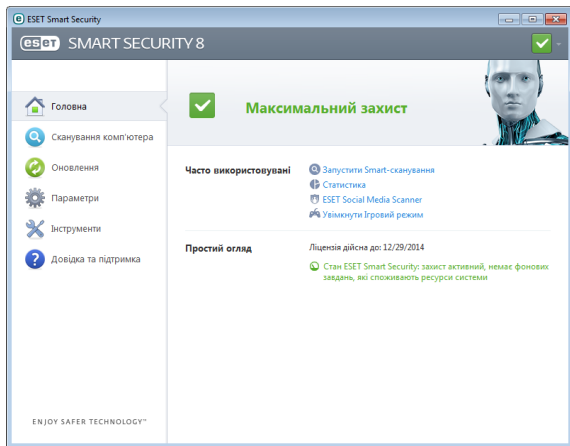 ESET Smart Security
eset SMART SECURITY 8
Головна
Сканування комп'ютера
Оновлення
Параметри
Інструменти
Довідка та підтримка
ENJOY SAFER TECHNOLOGY™
Максимальний захист
Часто використовувані
Запустити Smart-сканування
Статистика
ESET Social Media Scanner
Увімкнути Ігровий режим
Простий огляд
Ліцензія дійсна до: 12/29/2014
Стан ESET Smart Security: захист активний, немає фонових
завдань, які споживають ресурси системи